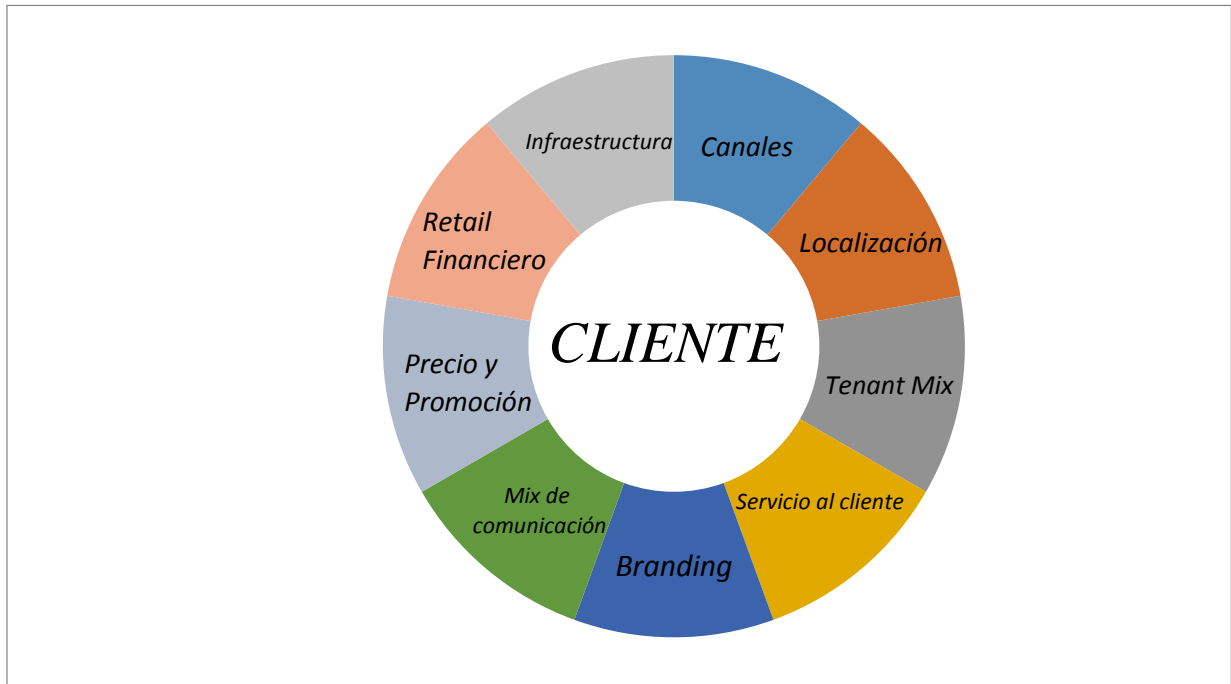 Infraestructura
Canales
Localización
Tenant Mix
Servicio al cliente
Branding
Mix de
comunicación
Precio y
Promoción
Retail
Financiero
CLIENTE